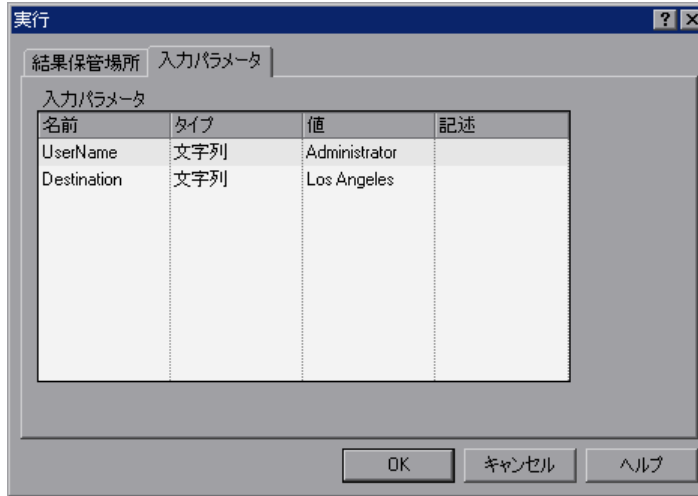 実行
結果保管場所 入力パラメータ
入力パラメータ
名前 タイプ 値 記述
UserName 文字列 Administrator
Destination 文字列 Los Angeles
OK キャンセル ヘルプ